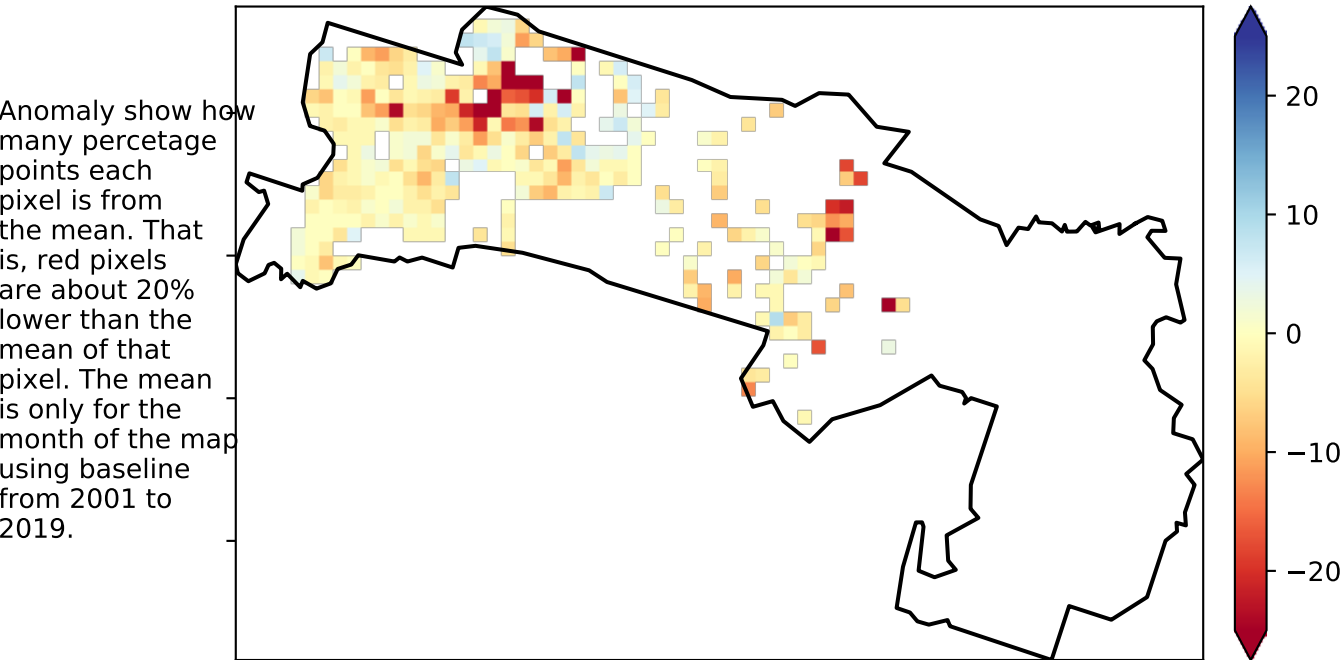 Anomaly show how
many percetage
points each
pixel is from
the mean. That
is, red pixels
are about 20%
lower than the
mean of that
pixel. The mean
is only for the
month of the map
using baseline
from 2001 to
2019.
20
10
0
−10
−20